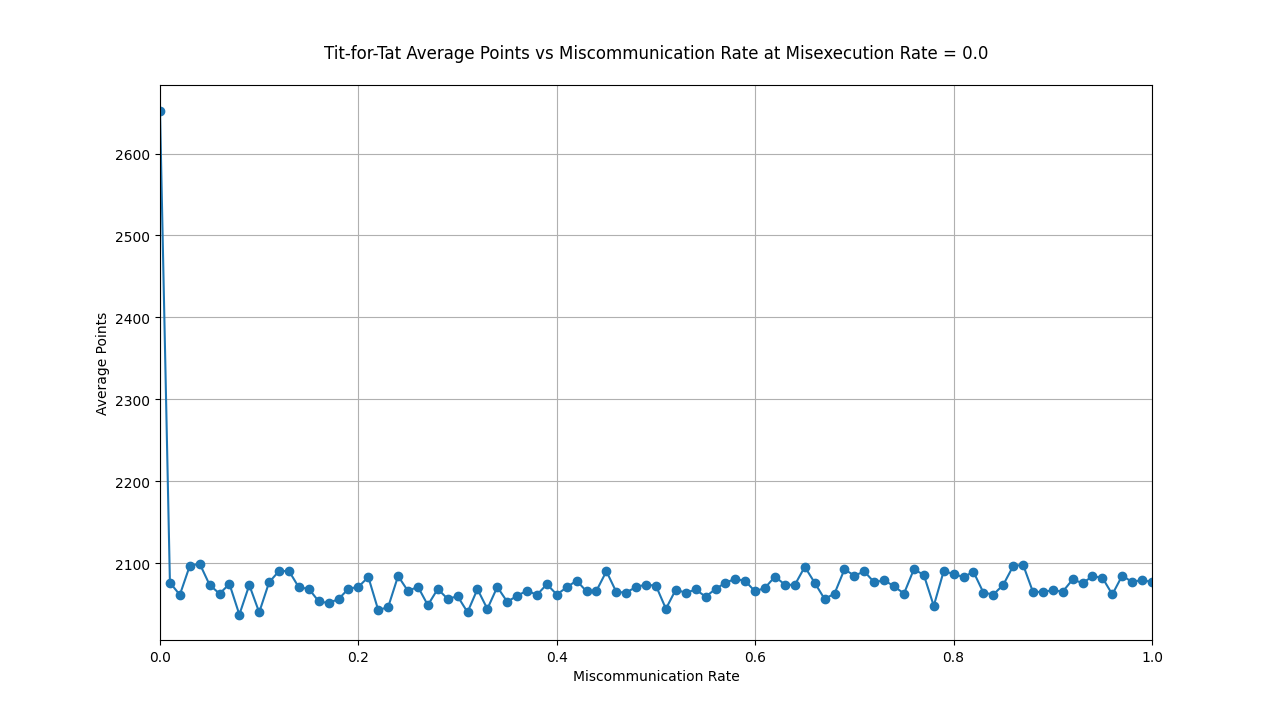 Tit-for-Tat Average Points vs Miscommunication Rate at Misexecution Rate = 0.0
2600
2500
2400
2300
2200
2100
Average Points
0.0 0.2 0.4 0.6 0.8 1.0
Miscommunication Rate